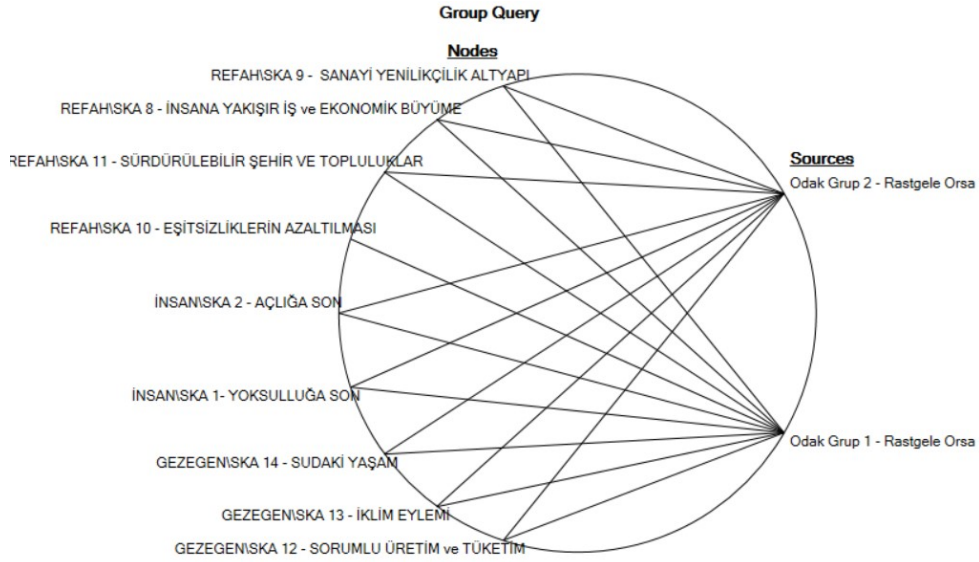 Group Query
Nodes
REFAH\SKA 9 - SANAYİ YENİLİKÇİLİK ALTYAPI
REFAH\SKA 8 - İNSANA YAKIŞIR İŞ ve EKONOMİK BÜYÜME
REFAH\SKA 11 - SÜRDÜRÜLEBİLİR ŞEHİR VE TOPLULUKLAR
Sources
Odak Grup 2 - Rastgele Orsa
REFAH\SKA 10 - EŞİTSİZLİKLERİN AZALTILMASI
İNSAN\SKA 2 - AÇLIĞA SON
İNSAN\SKA 1- YOKSULLUĞA SON
Odak Grup 1 - Rastgele Orsa
GEZEGEN\SKA 14 - SUDAKİ YAŞAM
GEZEGEN\SKA 13 - İKLİM EYLEMİ
GEZEGEN\SKA 12 - SORUMLU ÜRETİM ve TÜKETİM